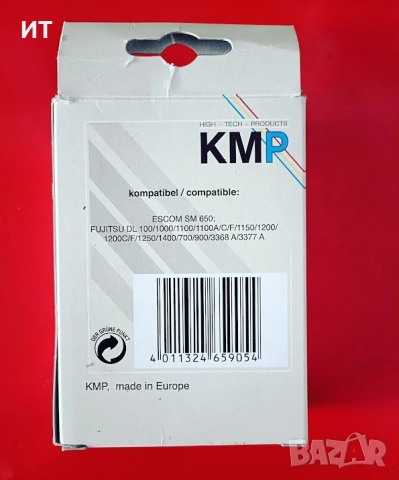 ИТ
HIGH - TECH - PRODUCTS
KMP
kompatibel / compatible:
ESCOM SM 650;
FUJITSU DL 100/1000/1100/1100A/C/F/1150/1200/
1200C/F/1250/1400/700/900/3368 A/3377 A
DER GRÜNE PUNKT
4 011324 659054
KMP, made in Europe
BAZAR